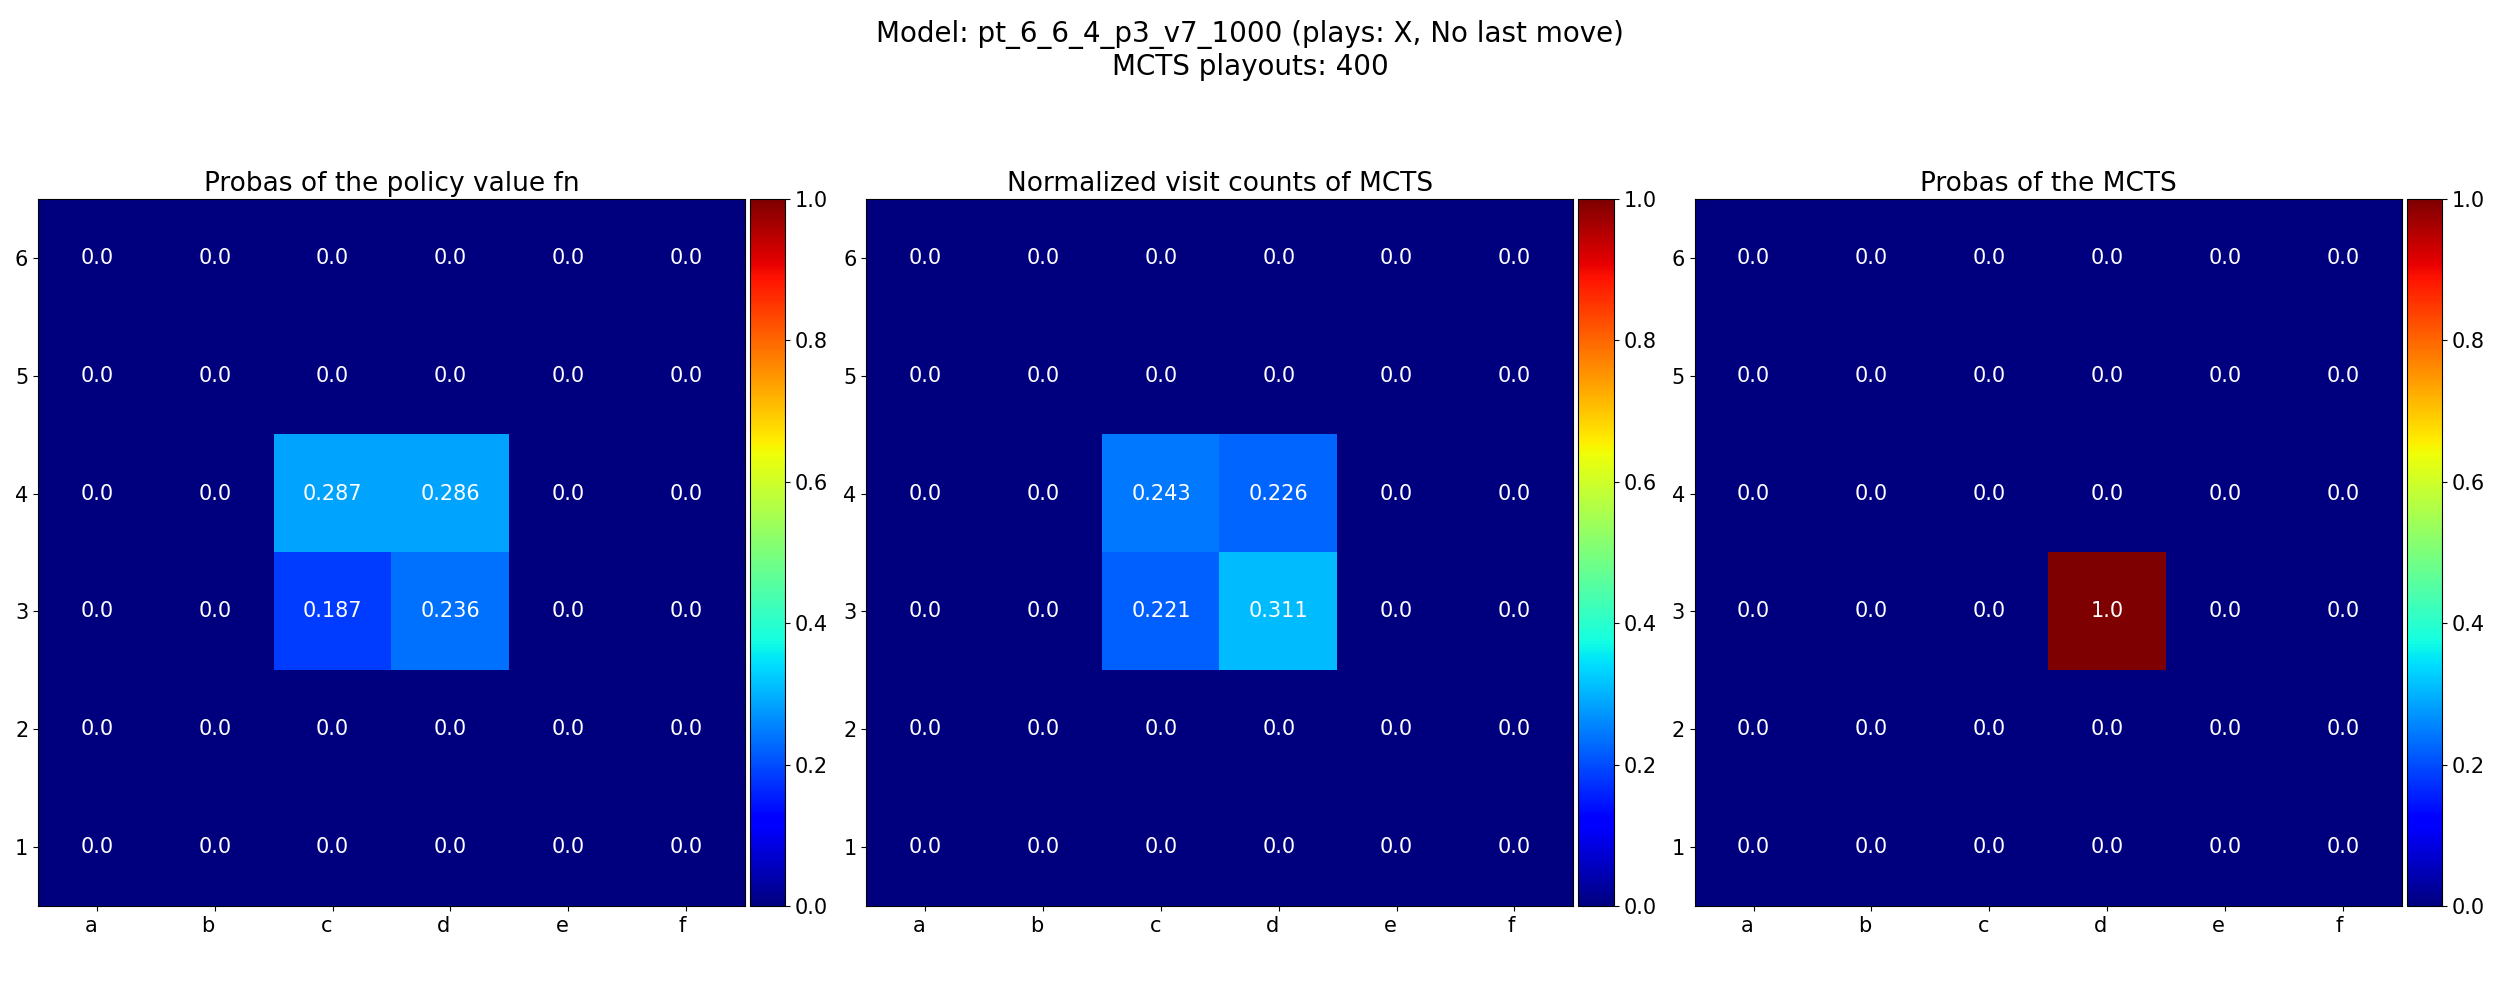 Model: pt_6_6_4_p3_v7_1000 (plays: X, No last move)
MCTS playouts: 400
Probas of the policy value fn
6 0.0 0.0 0.0 0.0 0.0 0.0
5 0.0 0.0 0.0 0.0 0.0 0.0
4 0.0 0.0 0.287 0.286 0.0 0.0
3 0.0 0.0 0.187 0.236 0.0 0.0
2 0.0 0.0 0.0 0.0 0.0 0.0
1 0.0 0.0 0.0 0.0 0.0 0.0
a b c d e f
1.0
0.8
0.6
0.4
0.2
0.0
Normalized visit counts of MCTS
6 0.0 0.0 0.0 0.0 0.0 0.0
5 0.0 0.0 0.0 0.0 0.0 0.0
4 0.0 0.0 0.243 0.226 0.0 0.0
3 0.0 0.0 0.221 0.311 0.0 0.0
2 0.0 0.0 0.0 0.0 0.0 0.0
1 0.0 0.0 0.0 0.0 0.0 0.0
a b c d e f
1.0
0.8
0.6
0.4
0.2
0.0
Probas of the MCTS
6 0.0 0.0 0.0 0.0 0.0 0.0
5 0.0 0.0 0.0 0.0 0.0 0.0
4 0.0 0.0 0.0 0.0 0.0 0.0
3 0.0 0.0 0.0 1.0 0.0 0.0
2 0.0 0.0 0.0 0.0 0.0 0.0
1 0.0 0.0 0.0 0.0 0.0 0.0
a b c d e f
1.0
0.8
0.6
0.4
0.2
0.0